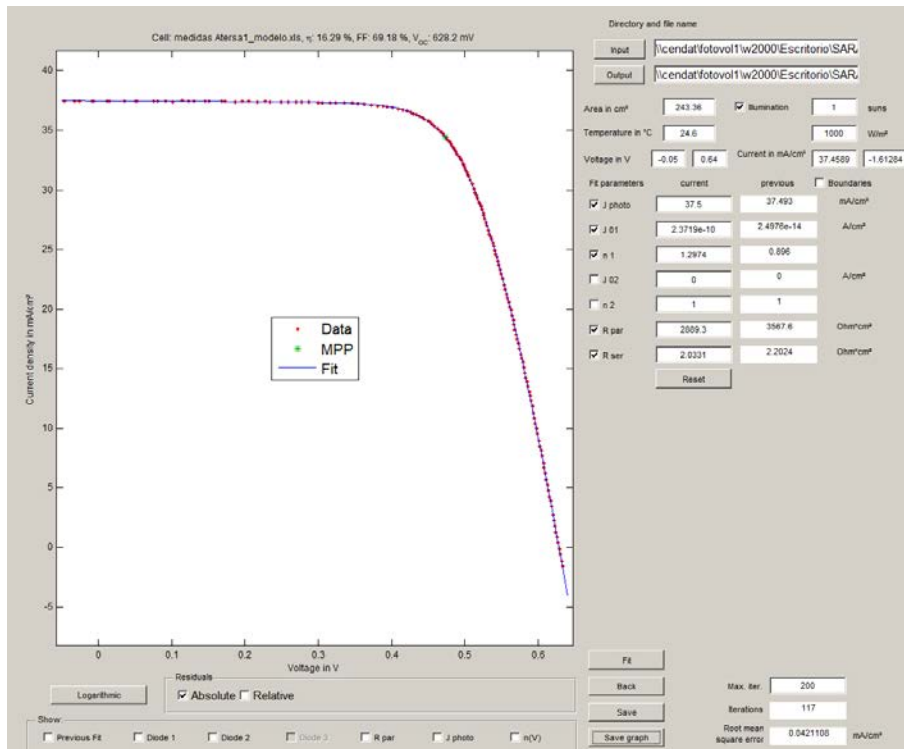 Cell: medidas Atersa1_modelo.xls, η: 16.29 %, FF: 69.18 %, VOC: 628.2 mV
Current density in mA/cm²
40
35
30
25
20
15
10
5
0
-5
Data
MPP
Fit
0 0.1 0.2 0.3 0.4 0.5 0.6
Voltage in V
Directory and file name
Input \\cendat\fotovol1\w2000\Escritorio\SAR
Output \\cendat\fotovol1\w2000\Escritorio\SAR
Area in cm² 243.36 Illumination 1 suns
Temperature in °C 24.6 1000 W/m²
Voltage in V -0.05 0.64 Current in mA/cm² 37.4589 -1.61284
Fit parameters current previous Boundaries
J photo 37.5 37.493 mA/cm²
J 01 2.3719e-10 2.4976e-14 A/cm²
n 1 1.2974 0.896
J 02 0 0 A/cm²
n 2 1 1
R par 2889.3 3567.6 Ohm*cm²
R ser 2.0331 2.2024 Ohm*cm²
Reset
Fit
Back
Save
Save graph
Max. iter. 200
Iterations 117
Root mean
square error 0.0421108 mA/cm²
Logarithmic
Residuals
Absolute Relative
Show:
Previous Fit Diode 1 Diode 2 Diode 3 R par J photo n(V)